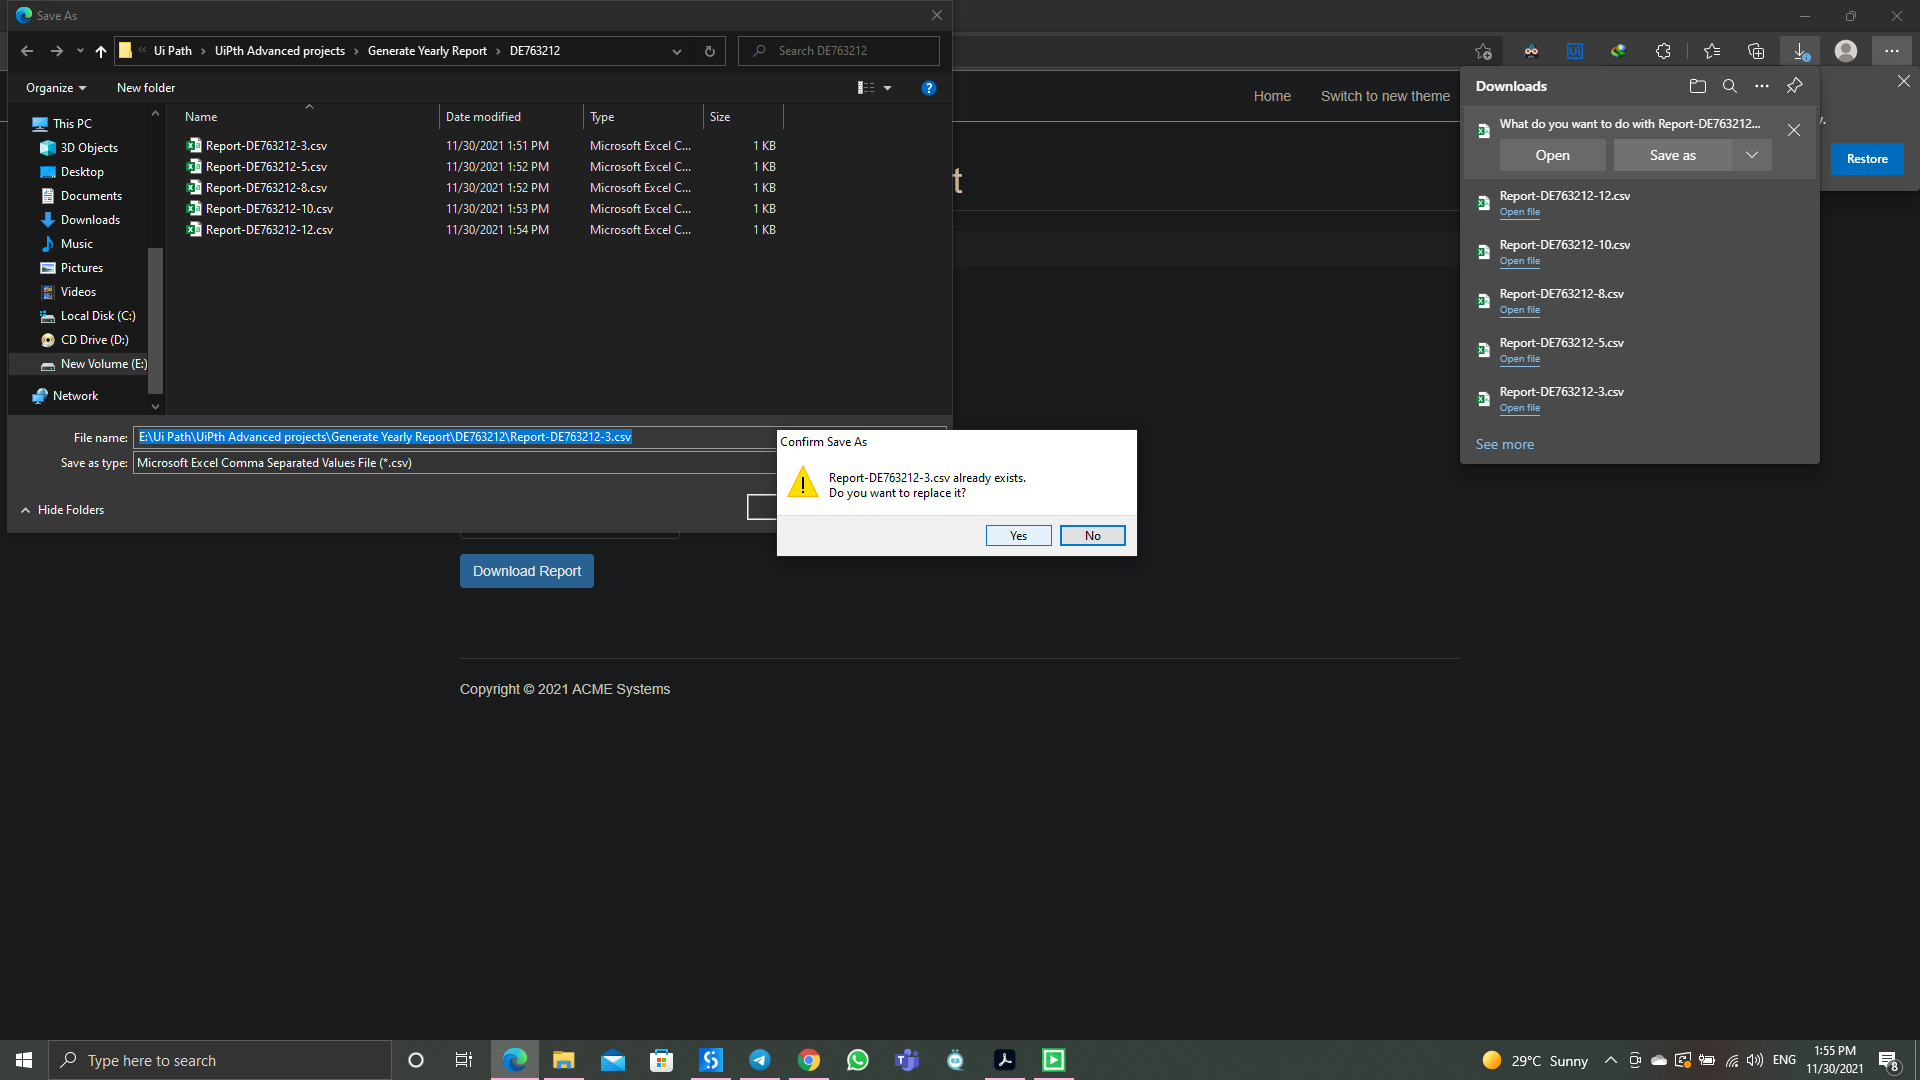 Save As
Ui Path
UiPth Advanced projects
Generate Yearly Report
DE763212
Search DE763212
Organize
New folder
Name
Date modified
Type
Size
Report-DE763212-3.csv 11/30/2021 1:51 PM Microsoft Excel C... 1 KB
Report-DE763212-5.csv 11/30/2021 1:52 PM Microsoft Excel C... 1 KB
Report-DE763212-8.csv 11/30/2021 1:52 PM Microsoft Excel C... 1 KB
Report-DE763212-10.csv 11/30/2021 1:53 PM Microsoft Excel C... 1 KB
Report-DE763212-12.csv 11/30/2021 1:54 PM Microsoft Excel C... 1 KB
This PC
3D Objects
Desktop
Documents
Downloads
Music
Pictures
Videos
Local Disk (C:)
CD Drive (D:)
New Volume (E:)
Network
File name: E:\Ui Path\UiPth Advanced projects\Generate Yearly Report\DE763212\Report-DE763212-3.csv
Save as type: Microsoft Excel Comma Separated Values File (*.csv)
Hide Folders
Confirm Save As
Report-DE763212-3.csv already exists.
Do you want to replace it?
Yes
No
Home
Switch to new theme
t
Downloads
What do you want to do with Report-DE763212...
Open
Save as
Report-DE763212-12.csv
Open file
Report-DE763212-10.csv
Open file
Report-DE763212-8.csv
Open file
Report-DE763212-5.csv
Open file
Report-DE763212-3.csv
Open file
See more
Restore
Download Report
Copyright © 2021 ACME Systems
Type here to search
29°C Sunny
ENG
1:55 PM
11/30/2021
8